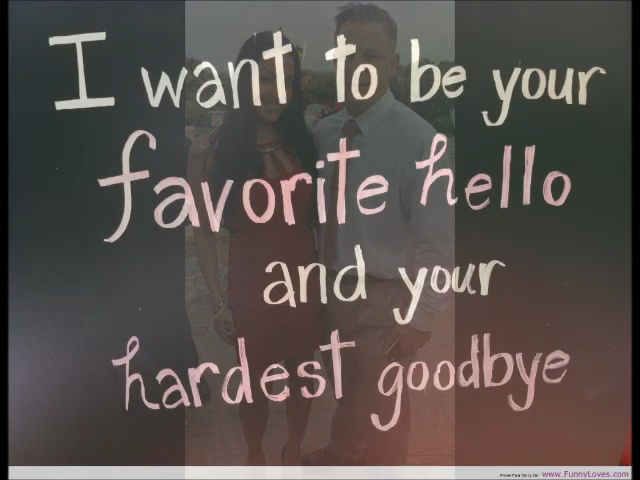 I want to be your
favorite hello
and your
hardest goodbye
www.FunnyLoves.com